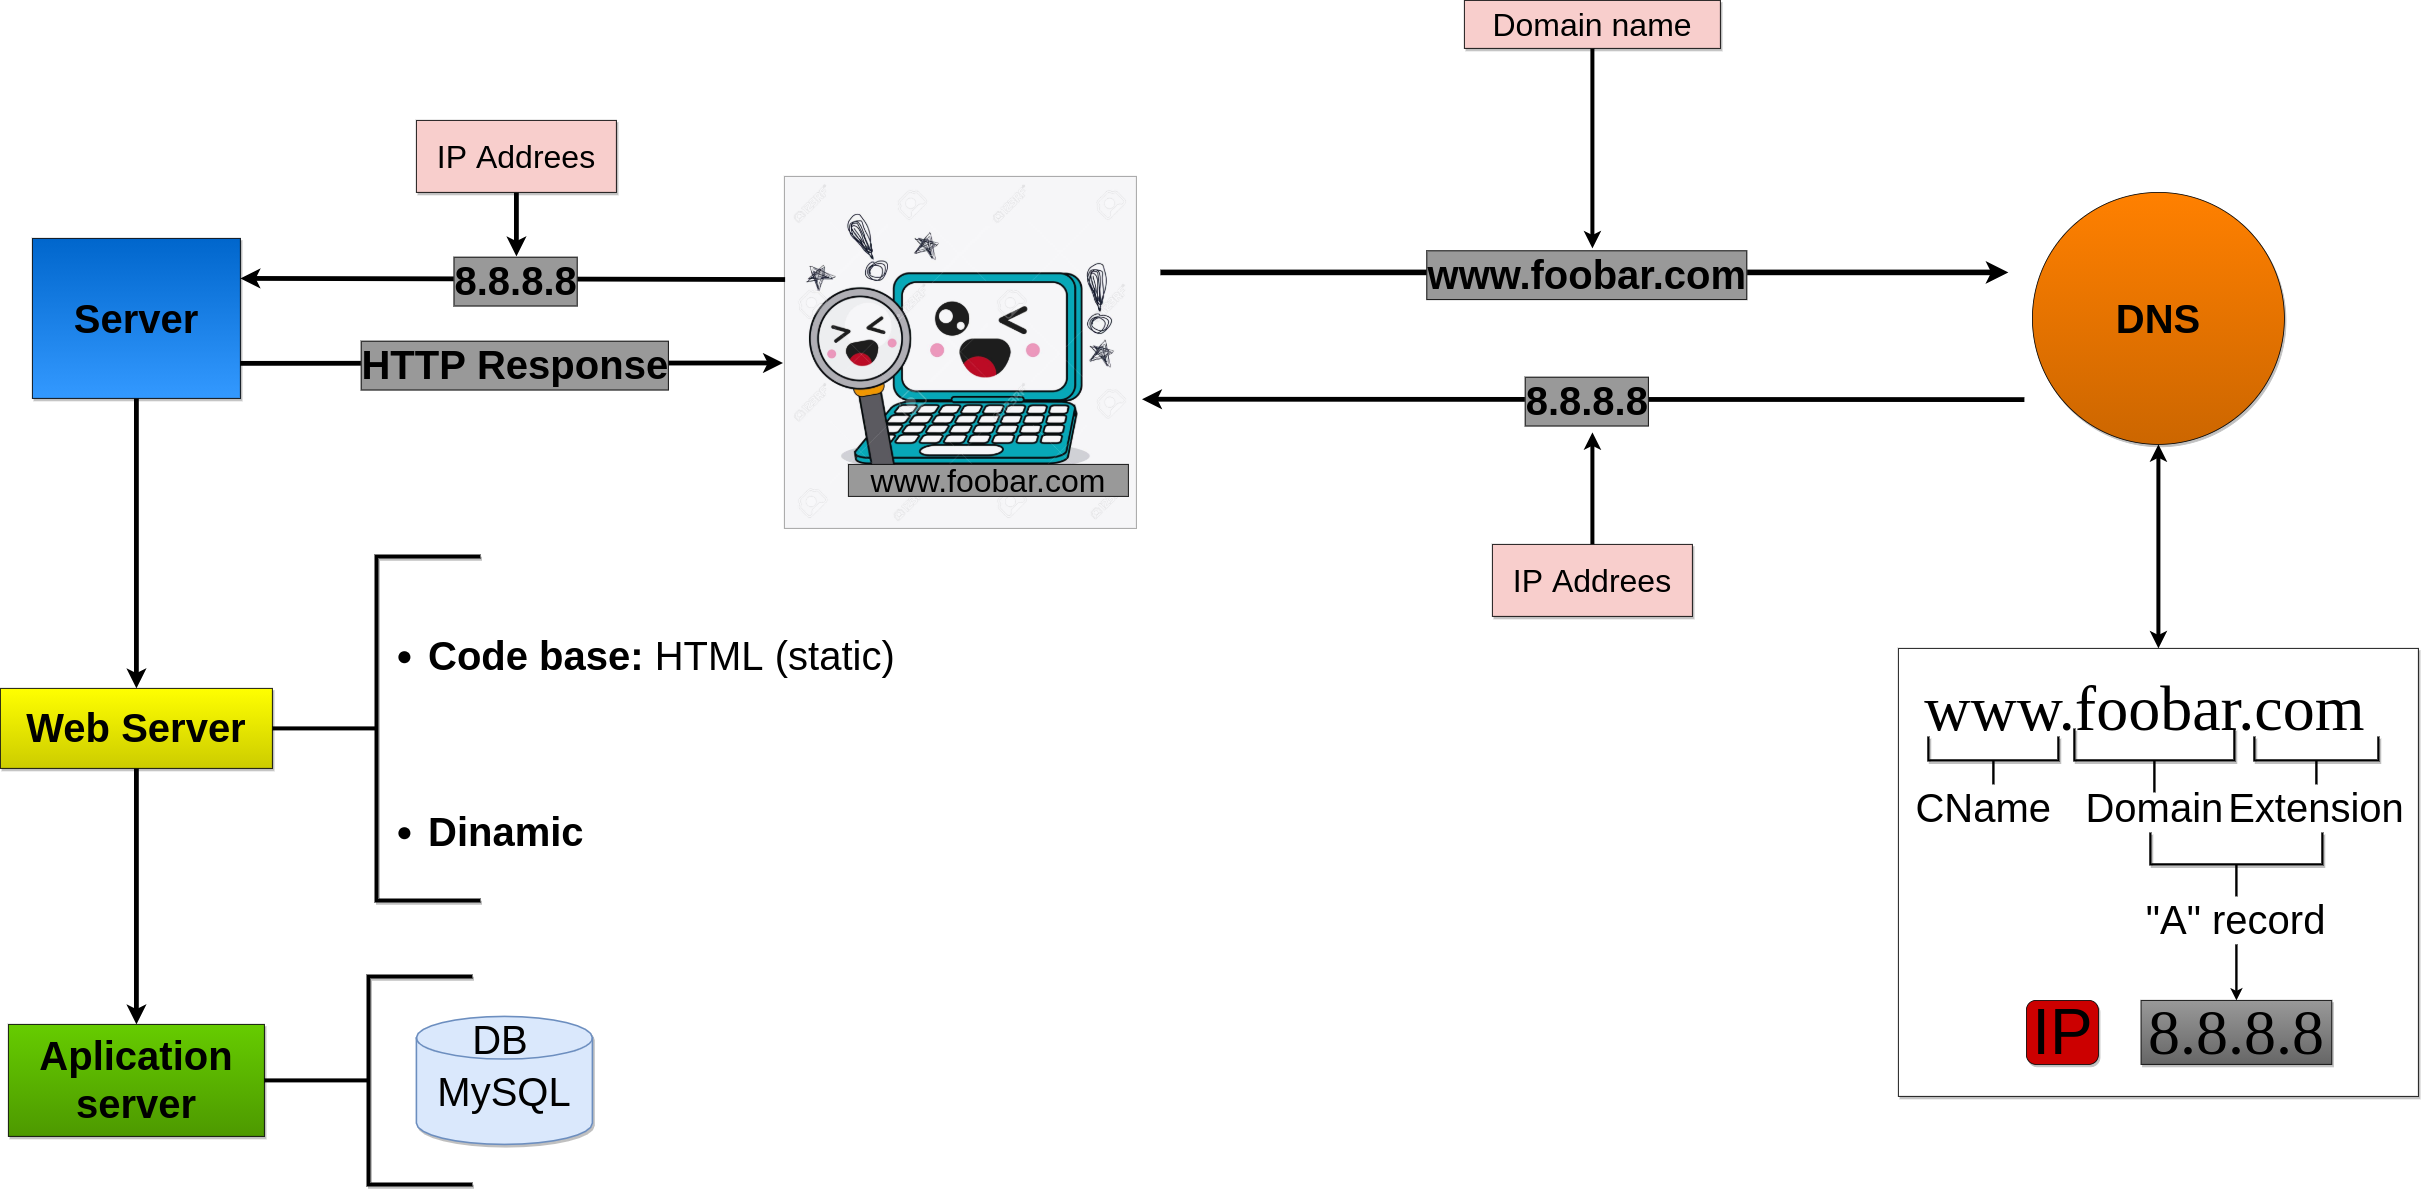 Domain name
IP Addrees
www.foobar.com
8.8.8.8
Server
DNS
HTTP Response
8.8.8.8
www.foobar.com
IP Addrees
• Code base: HTML (static)
Web Server
• Dinamic
www.foobar.com
CName Domain Extension
"A" record
IP 8.8.8.8
Aplication
server
DB
MySQL